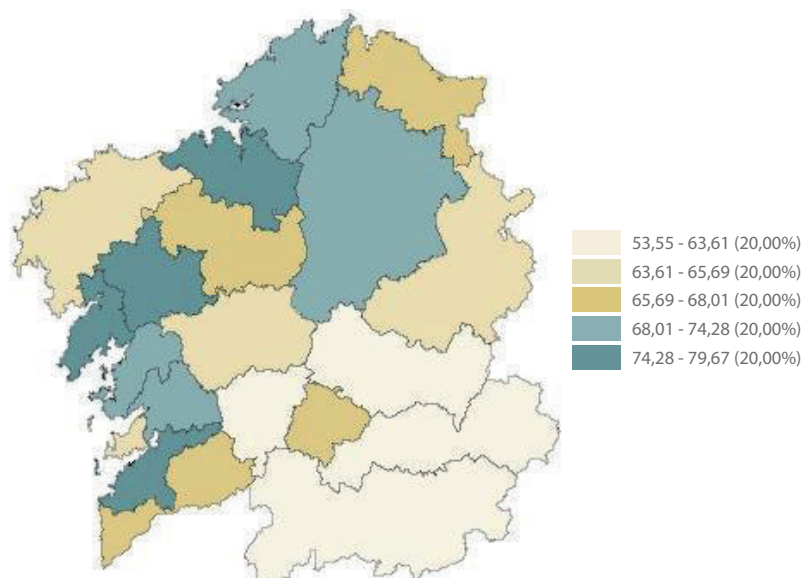 53,55 - 63,61 (20,00%)
63,61 - 65,69 (20,00%)
65,69 - 68,01 (20,00%)
68,01 - 74,28 (20,00%)
74,28 - 79,67 (20,00%)